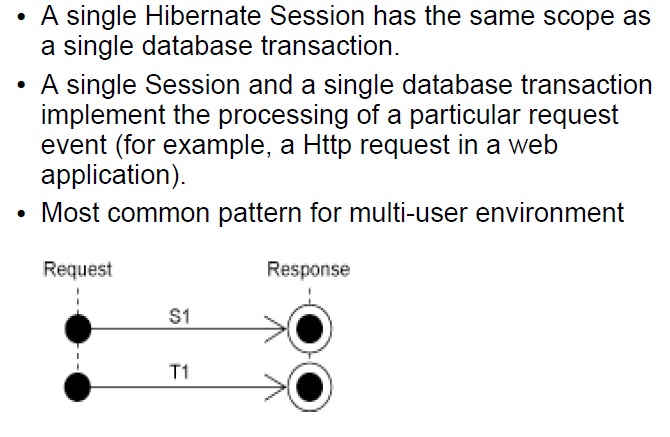 • A single Hibernate Session has the same scope as
a single database transaction.
• A single Session and a single database transaction
implement the processing of a particular request
event (for example, a Http request in a web
application).
• Most common pattern for multi-user environment
Request Response
S1
T1